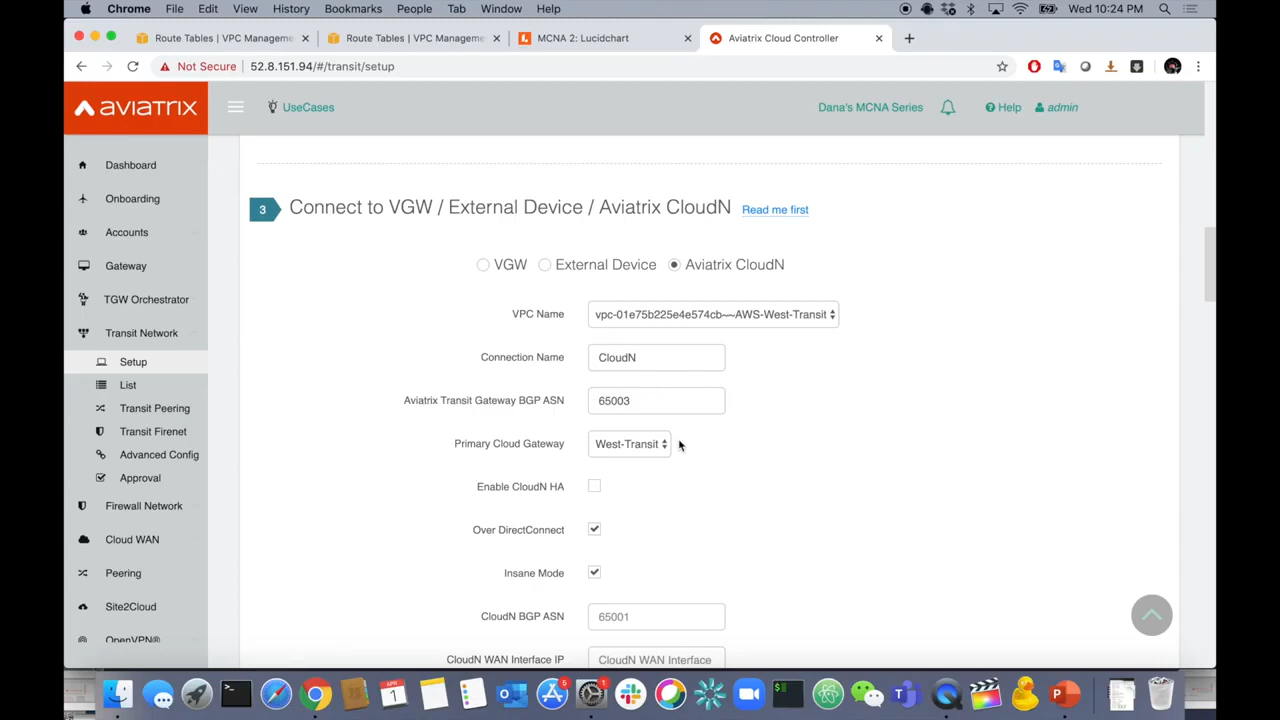 Chrome File Edit View History Bookmarks People Tab Window Help Wed 10:24 PM
Route Tables | VPC Manageme
Route Tables | VPC Manageme
MCNA 2: Lucidchart
Aviatrix Cloud Controller
Not Secure 52.8.151.94/#/transit/setup
aviatrix
UseCases
Dana's MCNA Series
Help
admin
Dashboard
Onboarding
Accounts
Gateway
TGW Orchestrator
Transit Network
Setup
List
Transit Peering
Transit Firenet
Advanced Config
Approval
Firewall Network
Cloud WAN
Peering
Site2Cloud
OpenVPN®
3 Connect to VGW / External Device / Aviatrix CloudN Read me first
VGW External Device Aviatrix CloudN
VPC Name vpc-01e75b225e4e574cb~~AWS-West-Transit
Connection Name CloudN
Aviatrix Transit Gateway BGP ASN 65003
Primary Cloud Gateway West-Transit
Enable CloudN HA
Over DirectConnect
Insane Mode
CloudN BGP ASN 65001
CloudN WAN Interface IP CloudN WAN Interface
5
APR
1